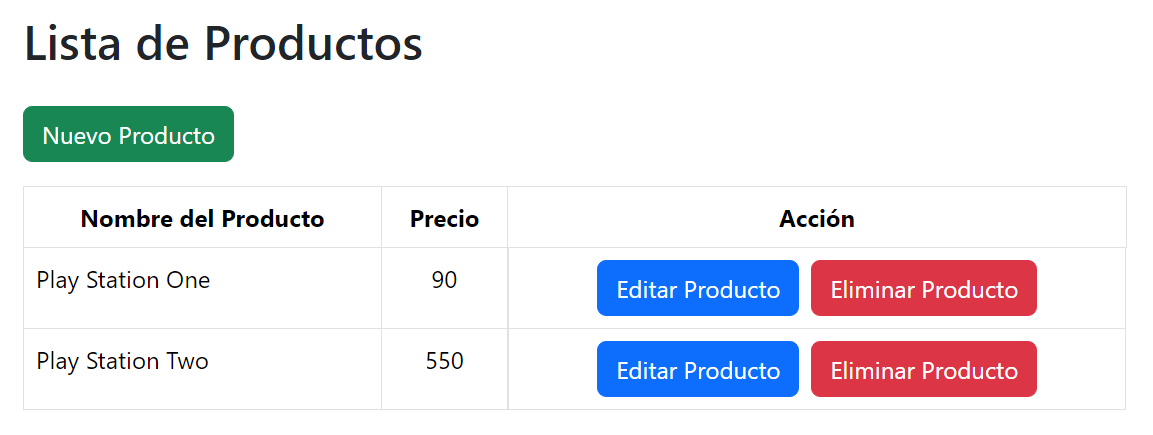 Lista de Productos
Nuevo Producto
Nombre del Producto Precio Acción
Play Station One 90 Editar Producto Eliminar Producto
Play Station Two 550 Editar Producto Eliminar Producto